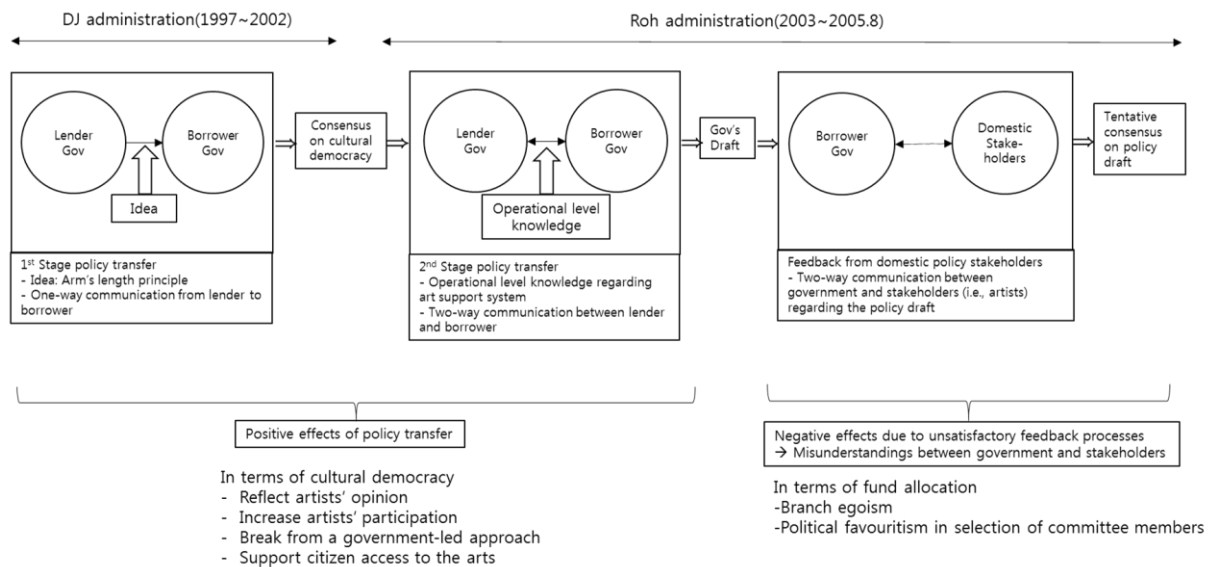 DJ administration(1997~2002)
Roh administration(2003~2005.8)
Lender
Gov
Borrower
Gov
Idea
1st Stage policy transfer
- Idea: Arm's length principle
- One-way communication from lender to
borrower
Consensus
on cultural
democracy
Lender
Gov
Borrower
Gov
Operational level
knowledge
2nd Stage policy transfer
- Operational level knowledge regarding
art support system
- Two-way communication between lender
and borrower
Gov's
Draft
Borrower
Gov
Domestic
Stake-
holders
Feedback from domestic policy stakeholders
- Two-way communication between
government and stakeholders (i.e., artists)
regarding the policy draft
Tentative
consensus
on policy
draft
Positive effects of policy transfer
In terms of cultural democracy
- Reflect artists' opinion
- Increase artists' participation
- Break from a government-led approach
- Support citizen access to the arts
Negative effects due to unsatisfactory feedback processes
→ Misunderstandings between government and stakeholders
In terms of fund allocation
-Branch egoism
-Political favouritism in selection of committee members